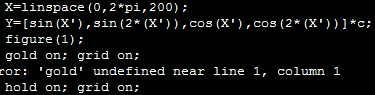 X=linspace(0,2*pi,200);
Y=[sin(X'),sin(2*(X')),cos(X'),cos(2*(X'))]*c;
figure(1);
gold on; grid on;
ror: 'gold' undefined near line 1, column 1
hold on; grid on;